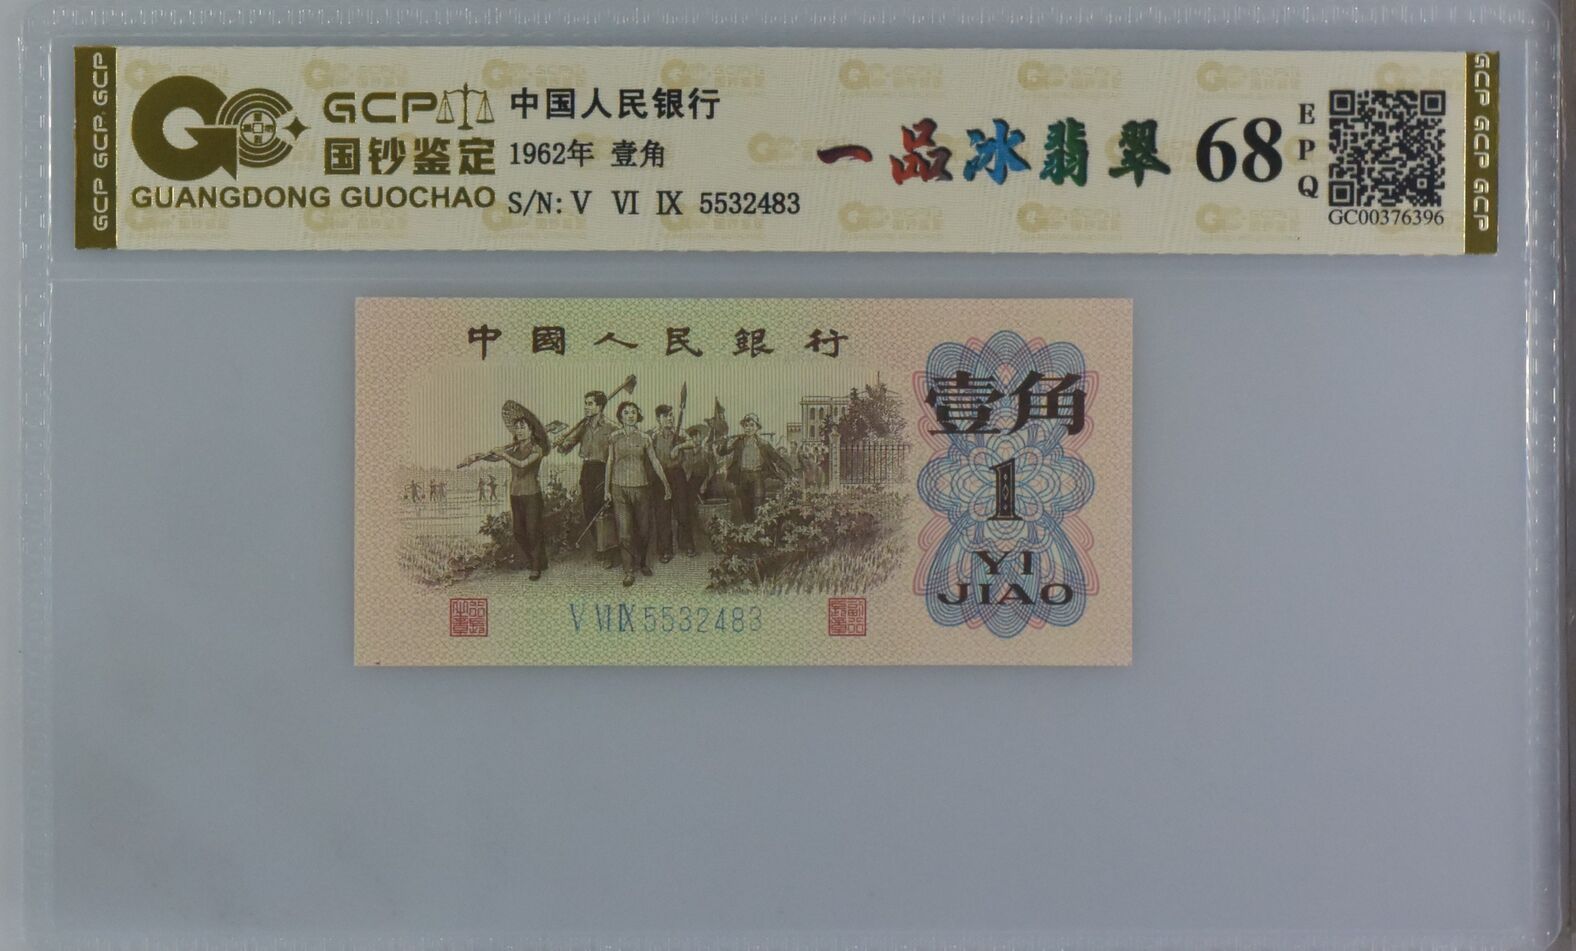 GCP GCP GCP
GCP
国钞鉴定
GUANGDONG GUOCHAO
中国人民银行
1962年 壹角
S/N: V VI IX 5532483
一品冰翡翠
68
EPQ
GC00376396
GCP GCP GCP
中國人民銀行
壹角
1
YI
JIAO
V VI IX 5532483